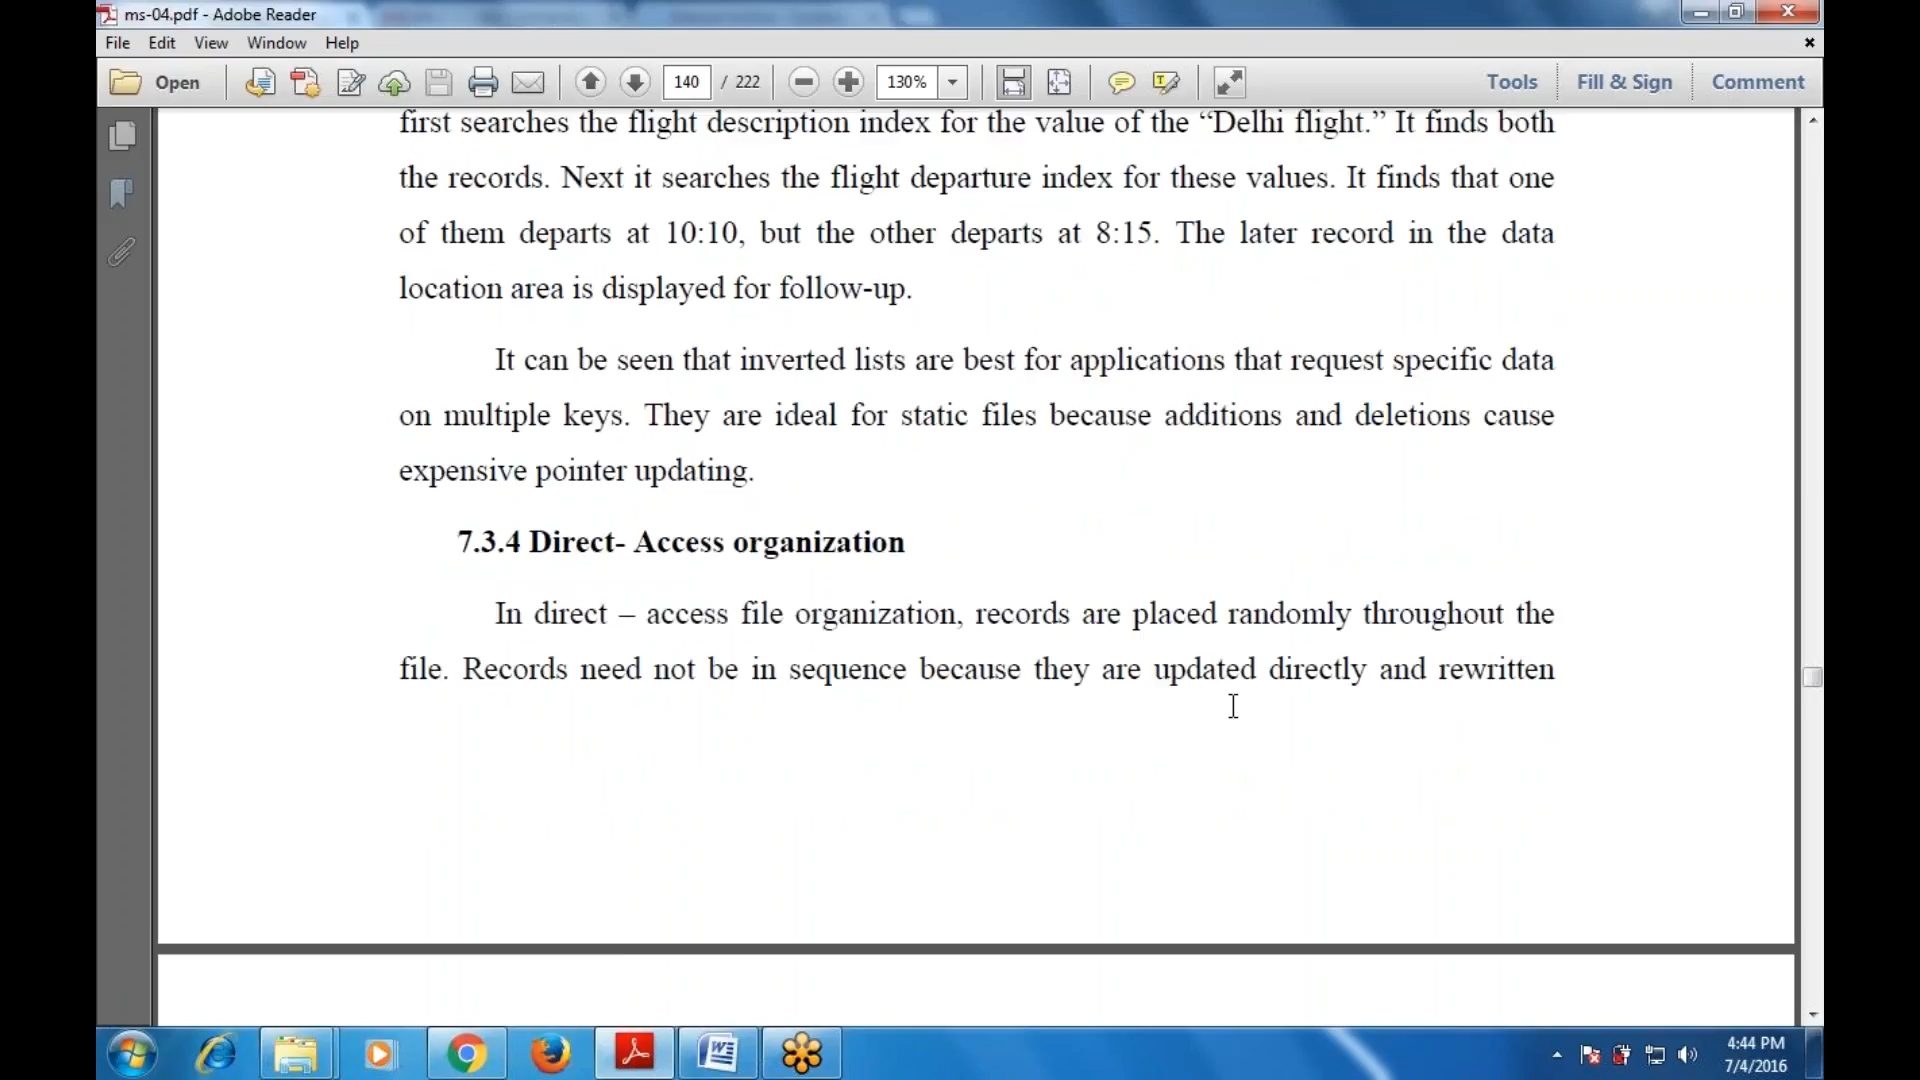 ms-04.pdf - Adobe Reader
File Edit View Window Help
Open 140 / 222 130% Tools Fill & Sign Comment
first searches the flight description index for the value of the “Delhi flight.” It finds both
the records. Next it searches the flight departure index for these values. It finds that one
of them departs at 10:10, but the other departs at 8:15. The later record in the data
location area is displayed for follow-up.
It can be seen that inverted lists are best for applications that request specific data
on multiple keys. They are ideal for static files because additions and deletions cause
expensive pointer updating.
7.3.4 Direct- Access organization
In direct – access file organization, records are placed randomly throughout the
file. Records need not be in sequence because they are updated directly and rewritten
4:44 PM
7/4/2016